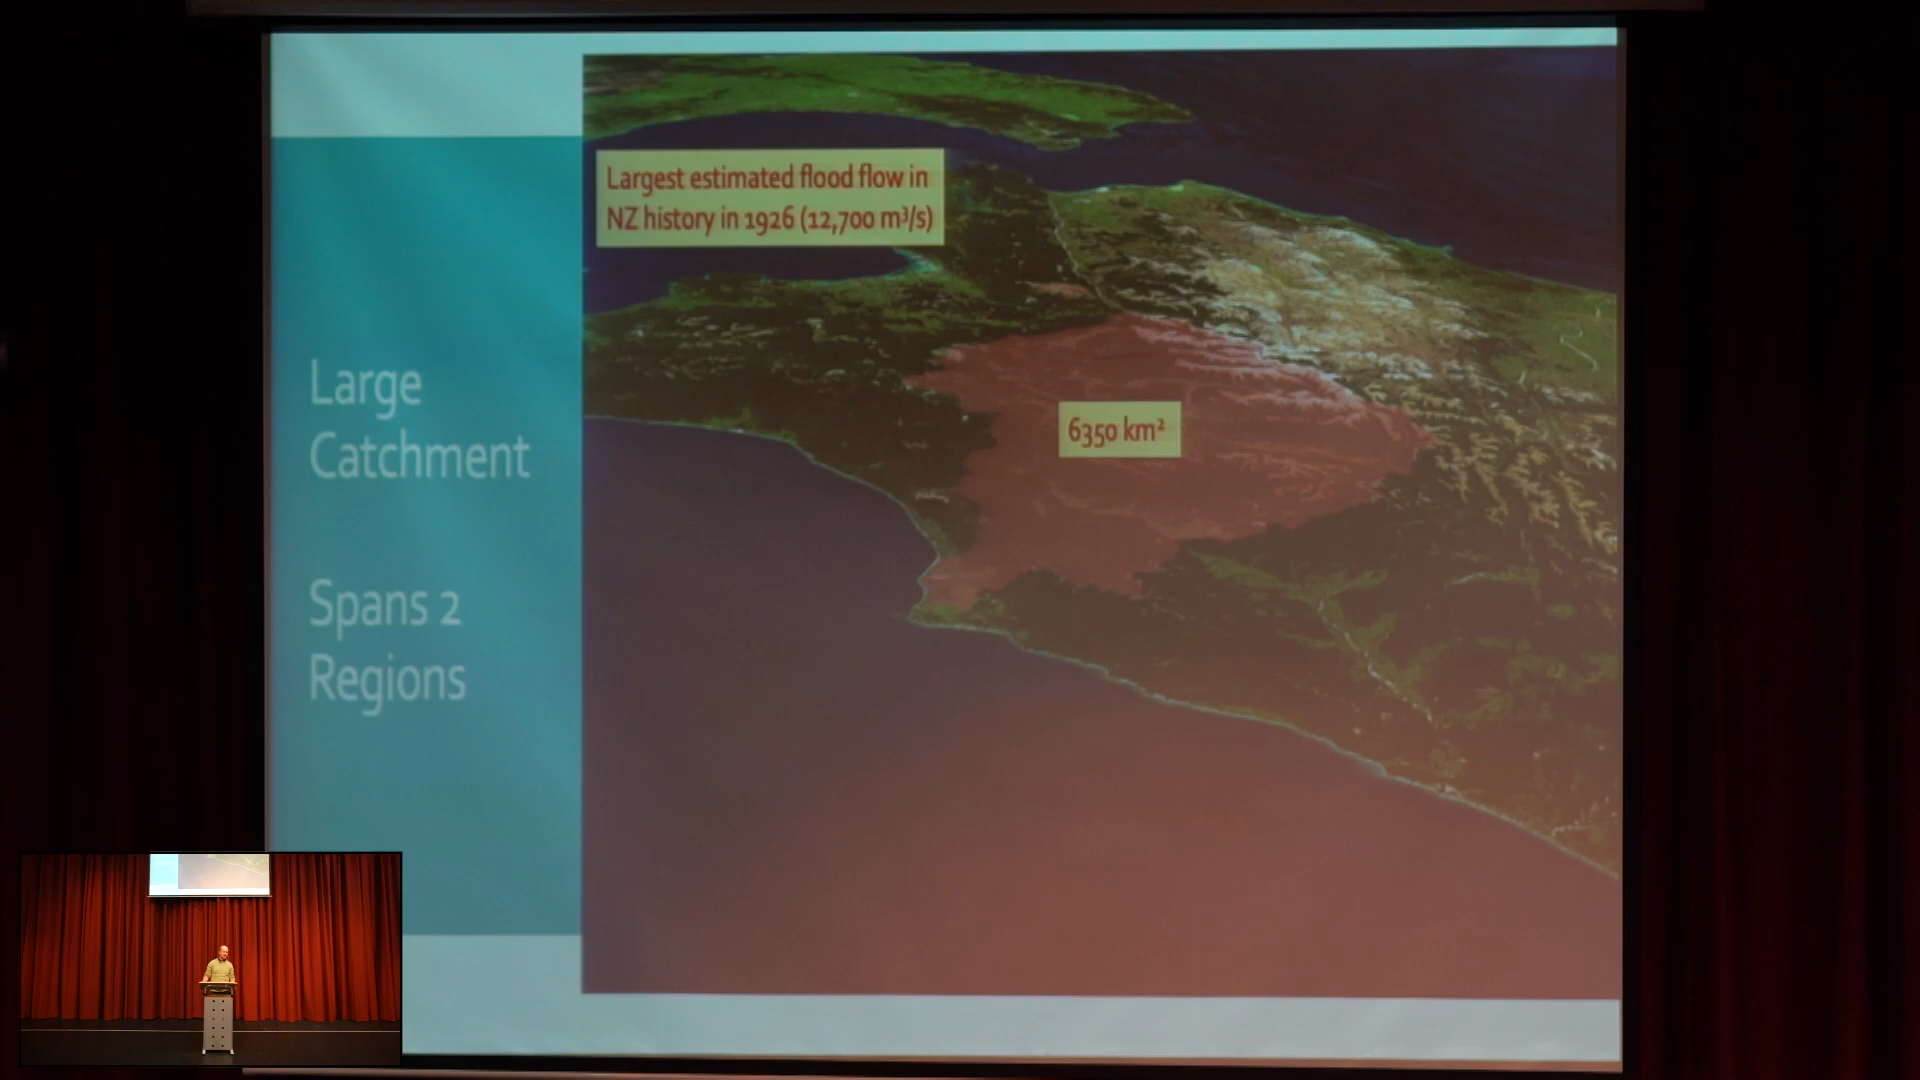 Large
Catchment
Spans 2
Regions
Largest estimated flood flow in
NZ history in 1926 (12,700 m³/s)
6350 km²